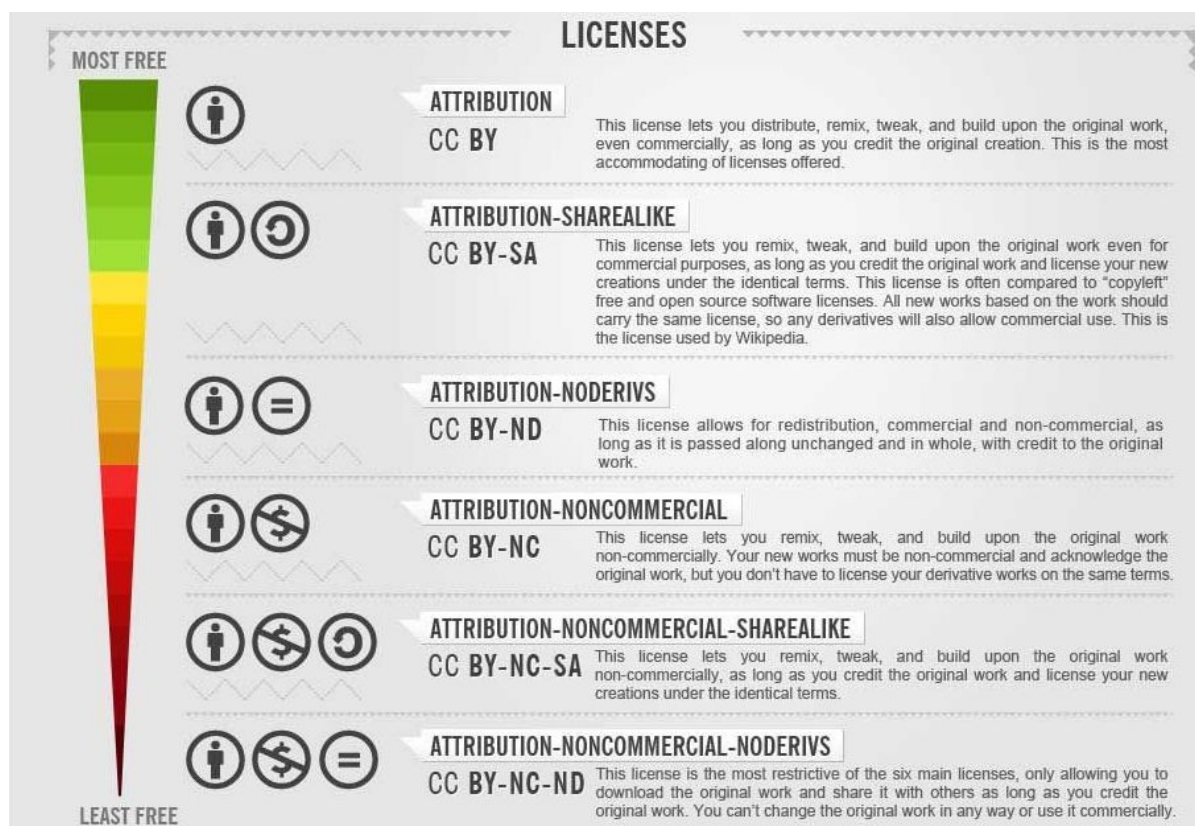 LICENSES
MOST FREE
ATTRIBUTION
CC BY
This license lets you distribute, remix, tweak, and build upon the original work,
even commercially, as long as you credit the original creation. This is the most
accommodating of licenses offered.
ATTRIBUTION-SHAREALIKE
CC BY-SA
This license lets you remix, tweak, and build upon the original work even for
commercial purposes, as long as you credit the original work and license your new
creations under the identical terms. This license is often compared to “copyleft”
free and open source software licenses. All new works based on the work should
carry the same license, so any derivatives will also allow commercial use. This is
the license used by Wikipedia.
ATTRIBUTION-NODERIVS
CC BY-ND
This license allows for redistribution, commercial and non-commercial, as
long as it is passed along unchanged and in whole, with credit to the original
work.
ATTRIBUTION-NONCOMMERCIAL
CC BY-NC
This license lets you remix, tweak, and build upon the original work
non-commercially. Your new works must be non-commercial and acknowledge the
original work, but you don’t have to license your derivative works on the same terms.
ATTRIBUTION-NONCOMMERCIAL-SHAREALIKE
CC BY-NC-SA
This license lets you remix, tweak, and build upon the original work
non-commercially, as long as you credit the original work and license your new
creations under the identical terms.
ATTRIBUTION-NONCOMMERCIAL-NODERIVS
CC BY-NC-ND
This license is the most restrictive of the six main licenses, only allowing you to
download the original work and share it with others as long as you credit the
original work. You can’t change the original work in any way or use it commercially.
LEAST FREE